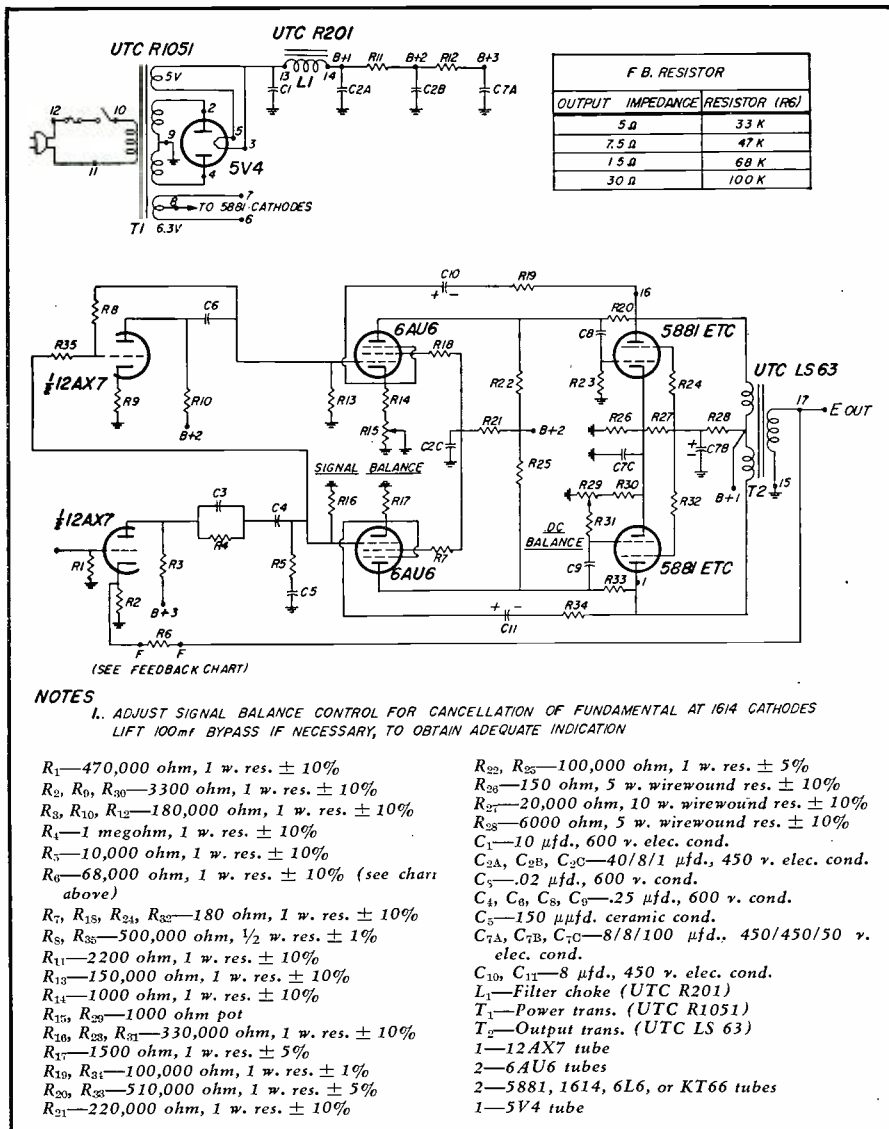 UTC R1051
UTC R201
5V
12
10
11
9
2
5
3
4
5V4
7
8
TO 5881 CATHODES
6
T1
6.3V
13
L1
14
B+1
R11
B+2
R12
B+3
C1
C2A
C2B
C7A
F B. RESISTOR
OUTPUT IMPEDANCE RESISTOR (R6)
5 Ω 33 K
7.5 Ω 47 K
15 Ω 68 K
30 Ω 100 K
R8
C6
R35
½12AX7
R9
R10
B+2
C10
+ -
R19
16
6AU6
R18
R20
C8
5881 ETC
R13
R14
R15
R22
R23
R24
UTC LS 63
R21
B+2
C2C
R26
R27
R28
17
E OUT
C7C
C7B
+
-
B+1
T2
15
SIGNAL BALANCE
R16
R17
R25
R29
R30
R31
R32
DC
BALANCE
½12AX7
C3
C4
R4
R1
R2
R3
B+3
R5
C5
6AU6
R7
C9
R33
1
5881 ETC
+ -
C11
R34
R6
F F
(SEE FEEDBACK CHART)
NOTES
1.. ADJUST SIGNAL BALANCE CONTROL FOR CANCELLATION OF FUNDAMENTAL AT 1614 CATHODES
LIFT 100mf BYPASS IF NECESSARY, TO OBTAIN ADEQUATE INDICATION
R₁—470,000 ohm, 1 w. res. ± 10%
R₂, R₉, R₃₀—3300 ohm, 1 w. res. ± 10%
R₃, R₁₀, R₁₂—180,000 ohm, 1 w. res. ± 10%
R₄—1 megohm, 1 w. res. ± 10%
R₅—10,000 ohm, 1 w. res. ± 10%
R₆—68,000 ohm, 1 w. res. ± 10% (see chart
above)
R₇, R₁₈, R₂₄, R₃₂—180 ohm, 1 w. res. ± 10%
R₈, R₃₅—500,000 ohm, ½ w. res. ± 1%
R₁₁—2200 ohm, 1 w. res. ± 10%
R₁₃—150,000 ohm, 1 w. res. ± 10%
R₁₄—1000 ohm, 1 w. res. ± 10%
R₁₅, R₂₉—1000 ohm pot
R₁₆, R₂₃, R₃₁—330,000 ohm, 1 w. res. ± 10%
R₁₇—1500 ohm, 1 w. res. ± 5%
R₁₉, R₃₄—100,000 ohm, 1 w. res. ± 1%
R₂₀, R₃₃—510,000 ohm, 1 w. res. ± 5%
R₂₁—220,000 ohm, 1 w. res. ± 10%
R₂₂, R₂₅—100,000 ohm, 1 w. res. ± 5%
R₂₆—150 ohm, 5 w. wirewound res. ± 10%
R₂₇—20,000 ohm, 10 w. wirewound res. ± 10%
R₂₈—6000 ohm, 5 w. wirewound res. ± 10%
C₁—10 μfd., 600 v. elec. cond.
C₂A, C₂B, C₂C—40/8/1 μfd., 450 v. elec. cond.
C₃—.02 μfd., 600 v. cond.
C₄, C₆, C₈, C₉—.25 μfd., 600 v. cond.
C₅—150 μμfd. ceramic cond.
C₇A, C₇B, C₇C—8/8/100 μfd., 450/450/50 v.
elec. cond.
C₁₀, C₁₁—8 μfd., 450 v. elec. cond.
L₁—Filter choke (UTC R201)
T₁—Power trans. (UTC R1051)
T₂—Output trans. (UTC LS 63)
1—12AX7 tube
2—6AU6 tubes
2—5881, 1614, 6L6, or KT66 tubes
1—5V4 tube